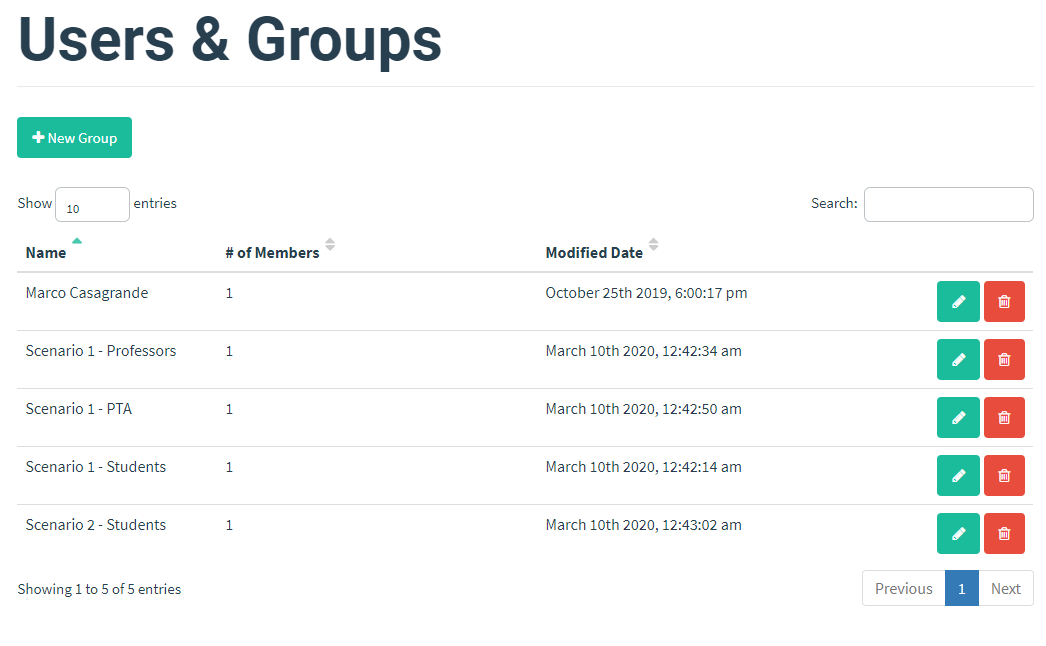 Users & Groups
New Group
Show 10 entries Search:
Name # of Members Modified Date
Marco Casagrande 1 October 25th 2019, 6:00:17 pm
Scenario 1 - Professors 1 March 10th 2020, 12:42:34 am
Scenario 1 - PTA 1 March 10th 2020, 12:42:50 am
Scenario 1 - Students 1 March 10th 2020, 12:42:14 am
Scenario 2 - Students 1 March 10th 2020, 12:43:02 am
Showing 1 to 5 of 5 entries Previous 1 Next